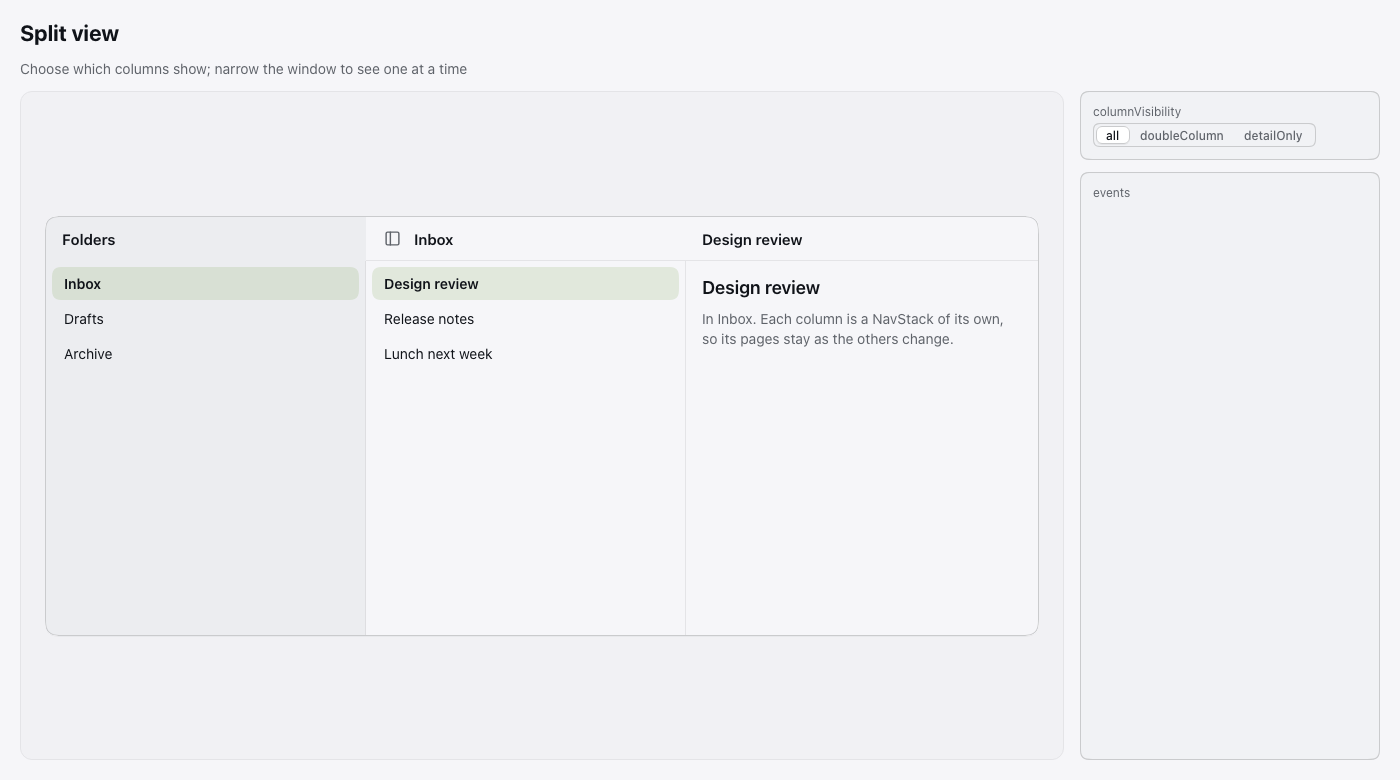 Split view
Choose which columns show; narrow the window to see one at a time
Folders
Inbox
Drafts
Archive
Inbox
Design review
Release notes
Lunch next week
Design review
Design review
In Inbox. Each column is a NavStack of its own,
so its pages stay as the others change.
columnVisibility
all
doubleColumn
detailOnly
events